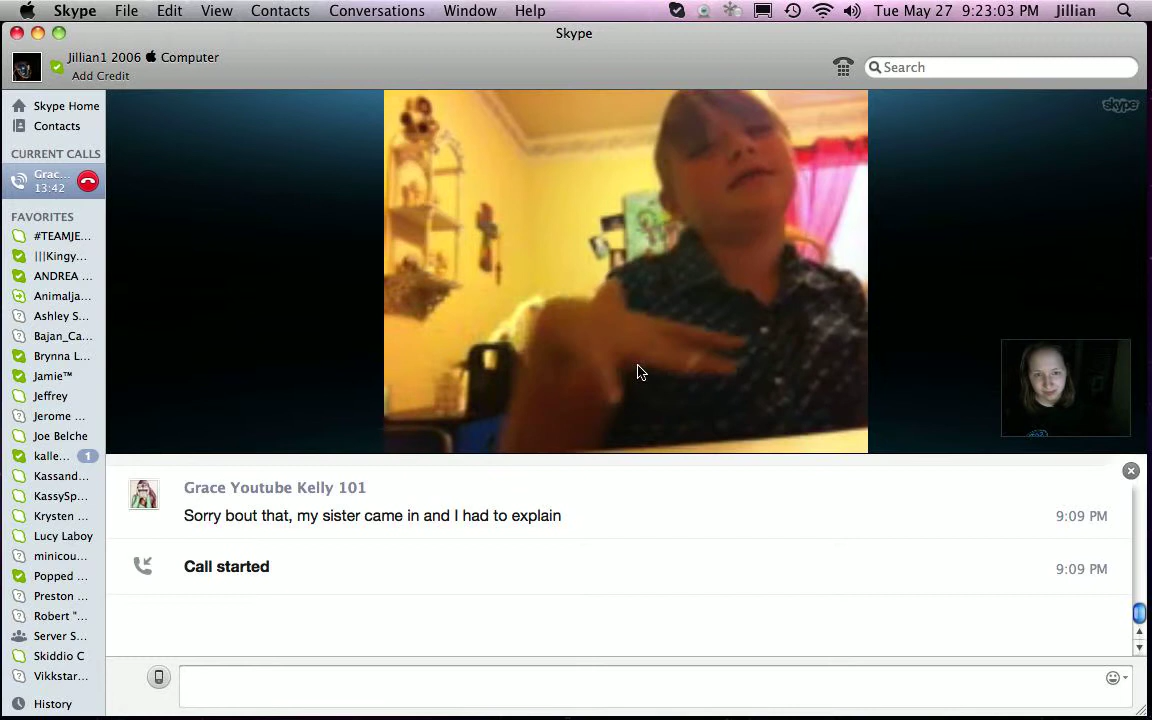 Skype File Edit View Contacts Conversations Window Help Tue May 27 9:23:03 PM Jillian
Skype
Jillian1 2006 Computer
Add Credit
Search
Skype Home
Contacts
CURRENT CALLS
Grac...
13:42
FAVORITES
#TEAMJE...
|||Kingy...
ANDREA ...
Animalja...
Ashley S...
Bajan_Ca...
Brynna L...
Jamie™
Jeffrey
Jerome ...
Joe Belche
kalle... 1
Kassand...
KassySp...
Krysten ...
Lucy Laboy
minicou...
Popped ...
Preston ...
Robert "...
Server S...
Skiddio C
Vikkstar...
History
skype
Grace Youtube Kelly 101
Sorry bout that, my sister came in and I had to explain 9:09 PM
Call started 9:09 PM